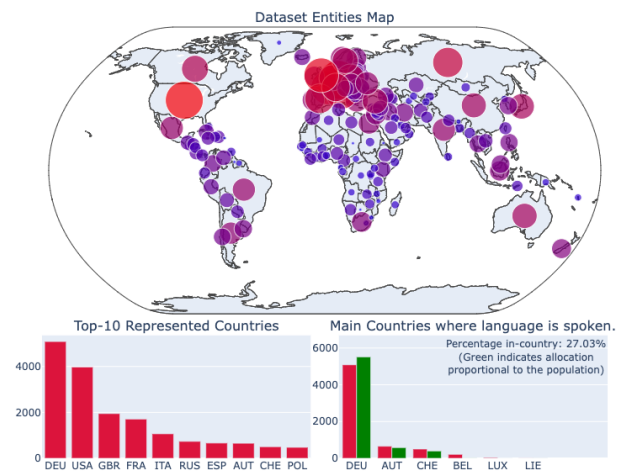 Dataset Entities Map
Top-10 Represented Countries
4000
2000
0
DEU USA GBR FRA ITA RUS ESP AUT CHE POL
Main Countries where language is spoken.
Percentage in-country: 27.03%
(Green indicates allocation
proportional to the population)
6000
4000
2000
0
DEU AUT CHE BEL LUX LIE